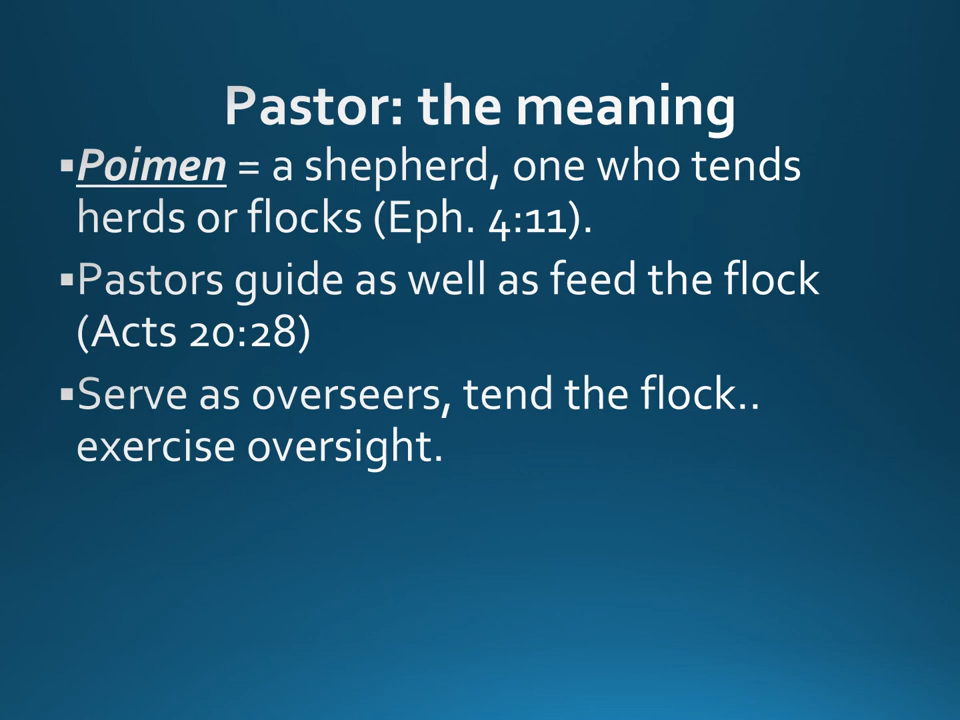 Pastor: the meaning
▪Poimen = a shepherd, one who tends
herds or flocks (Eph. 4:11).
▪Pastors guide as well as feed the flock
(Acts 20:28)
▪Serve as overseers, tend the flock..
exercise oversight.